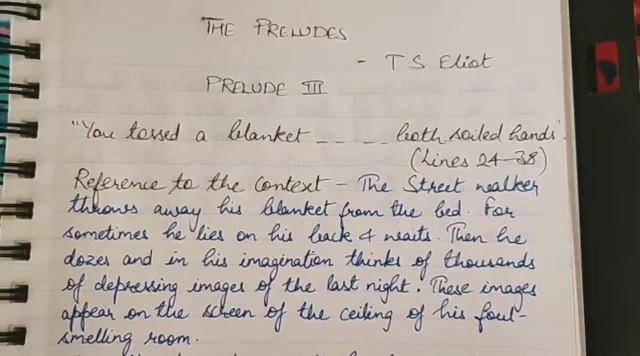 THE PRELUDES
- T S Eliot
PRELUDE III
"You tossed a blanket _ _ _ _ both soiled hands".
(Lines 24-38)
Reference to the context - The Street walker
throws away his blanket from the bed. For
sometimes he lies on his back & waits. Then he
dozes and in his imagination thinks of thousands
of depressing images of the last night. These images
appear on the screen of the ceiling of his foul-
smelling room.